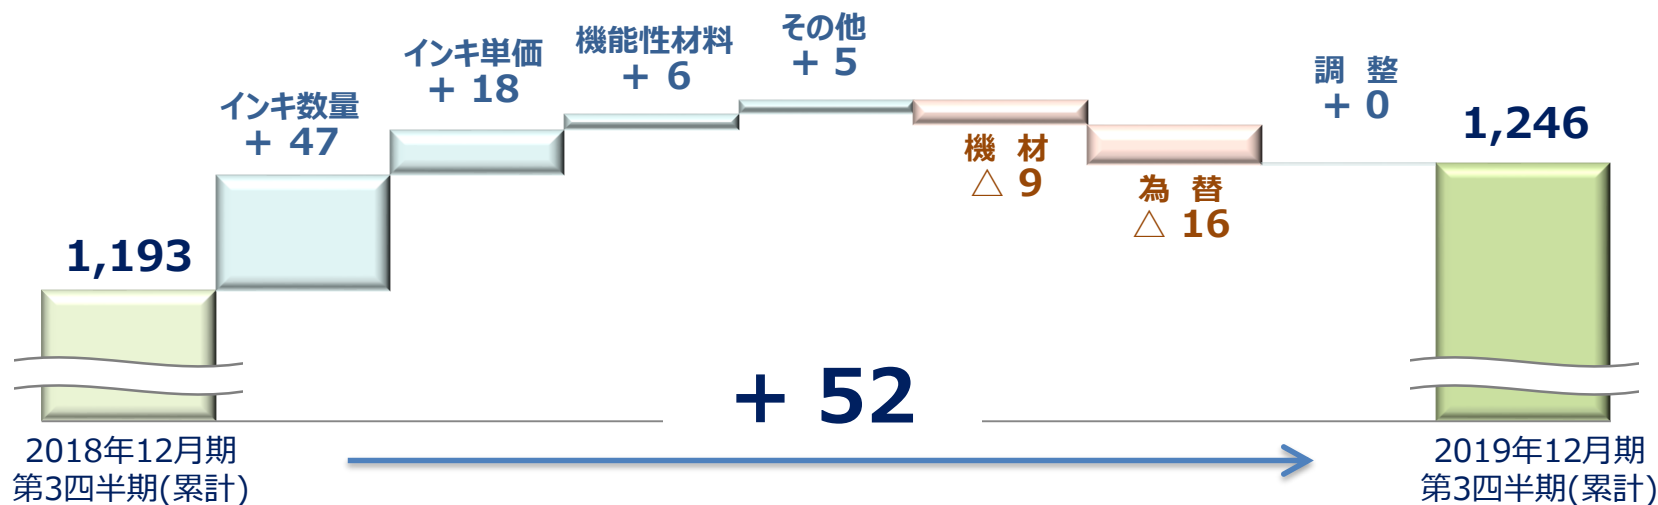 インキ数量
+ 47
インキ単価
+ 18
機能性材料
+ 6
その他
+ 5
機 材
△ 9
為 替
△ 16
調 整
+ 0
1,193
1,246
+ 52
2018年12月期
第3四半期(累計)
2019年12月期
第3四半期(累計)